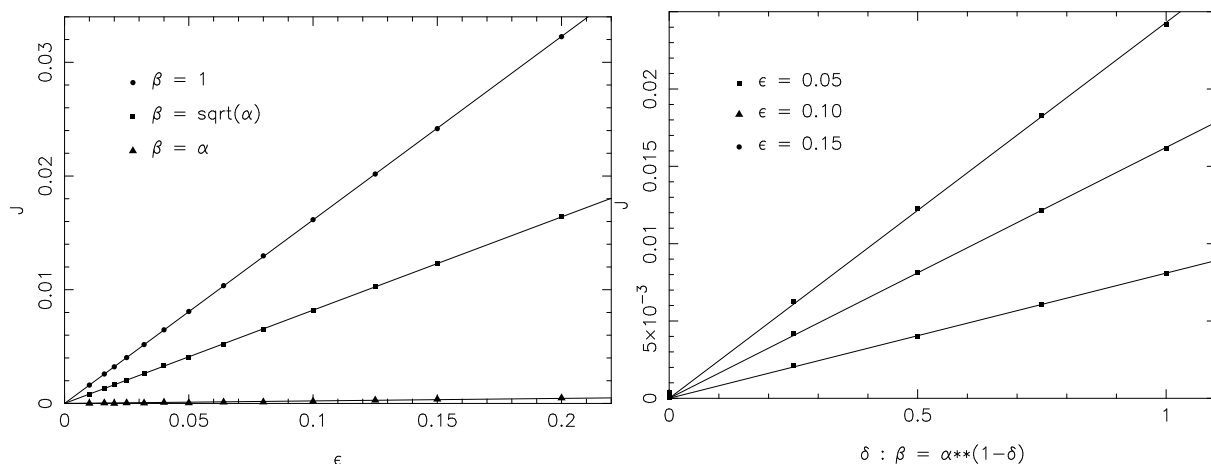 0.03
0.02
0.01
0
J
β = 1
β = sqrt(α)
β = α
0 0.05 0.1 0.15 0.2
ϵ
0.02
0.015
0.01
5×10⁻³
0
J
ϵ = 0.05
ϵ = 0.10
ϵ = 0.15
0 0.5 1
δ : β = α**(1−δ)